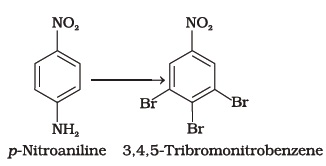 NO₂ NO₂
Br Br
NH₂ Br
p-Nitroaniline 3,4,5-Tribromonitrobenzene